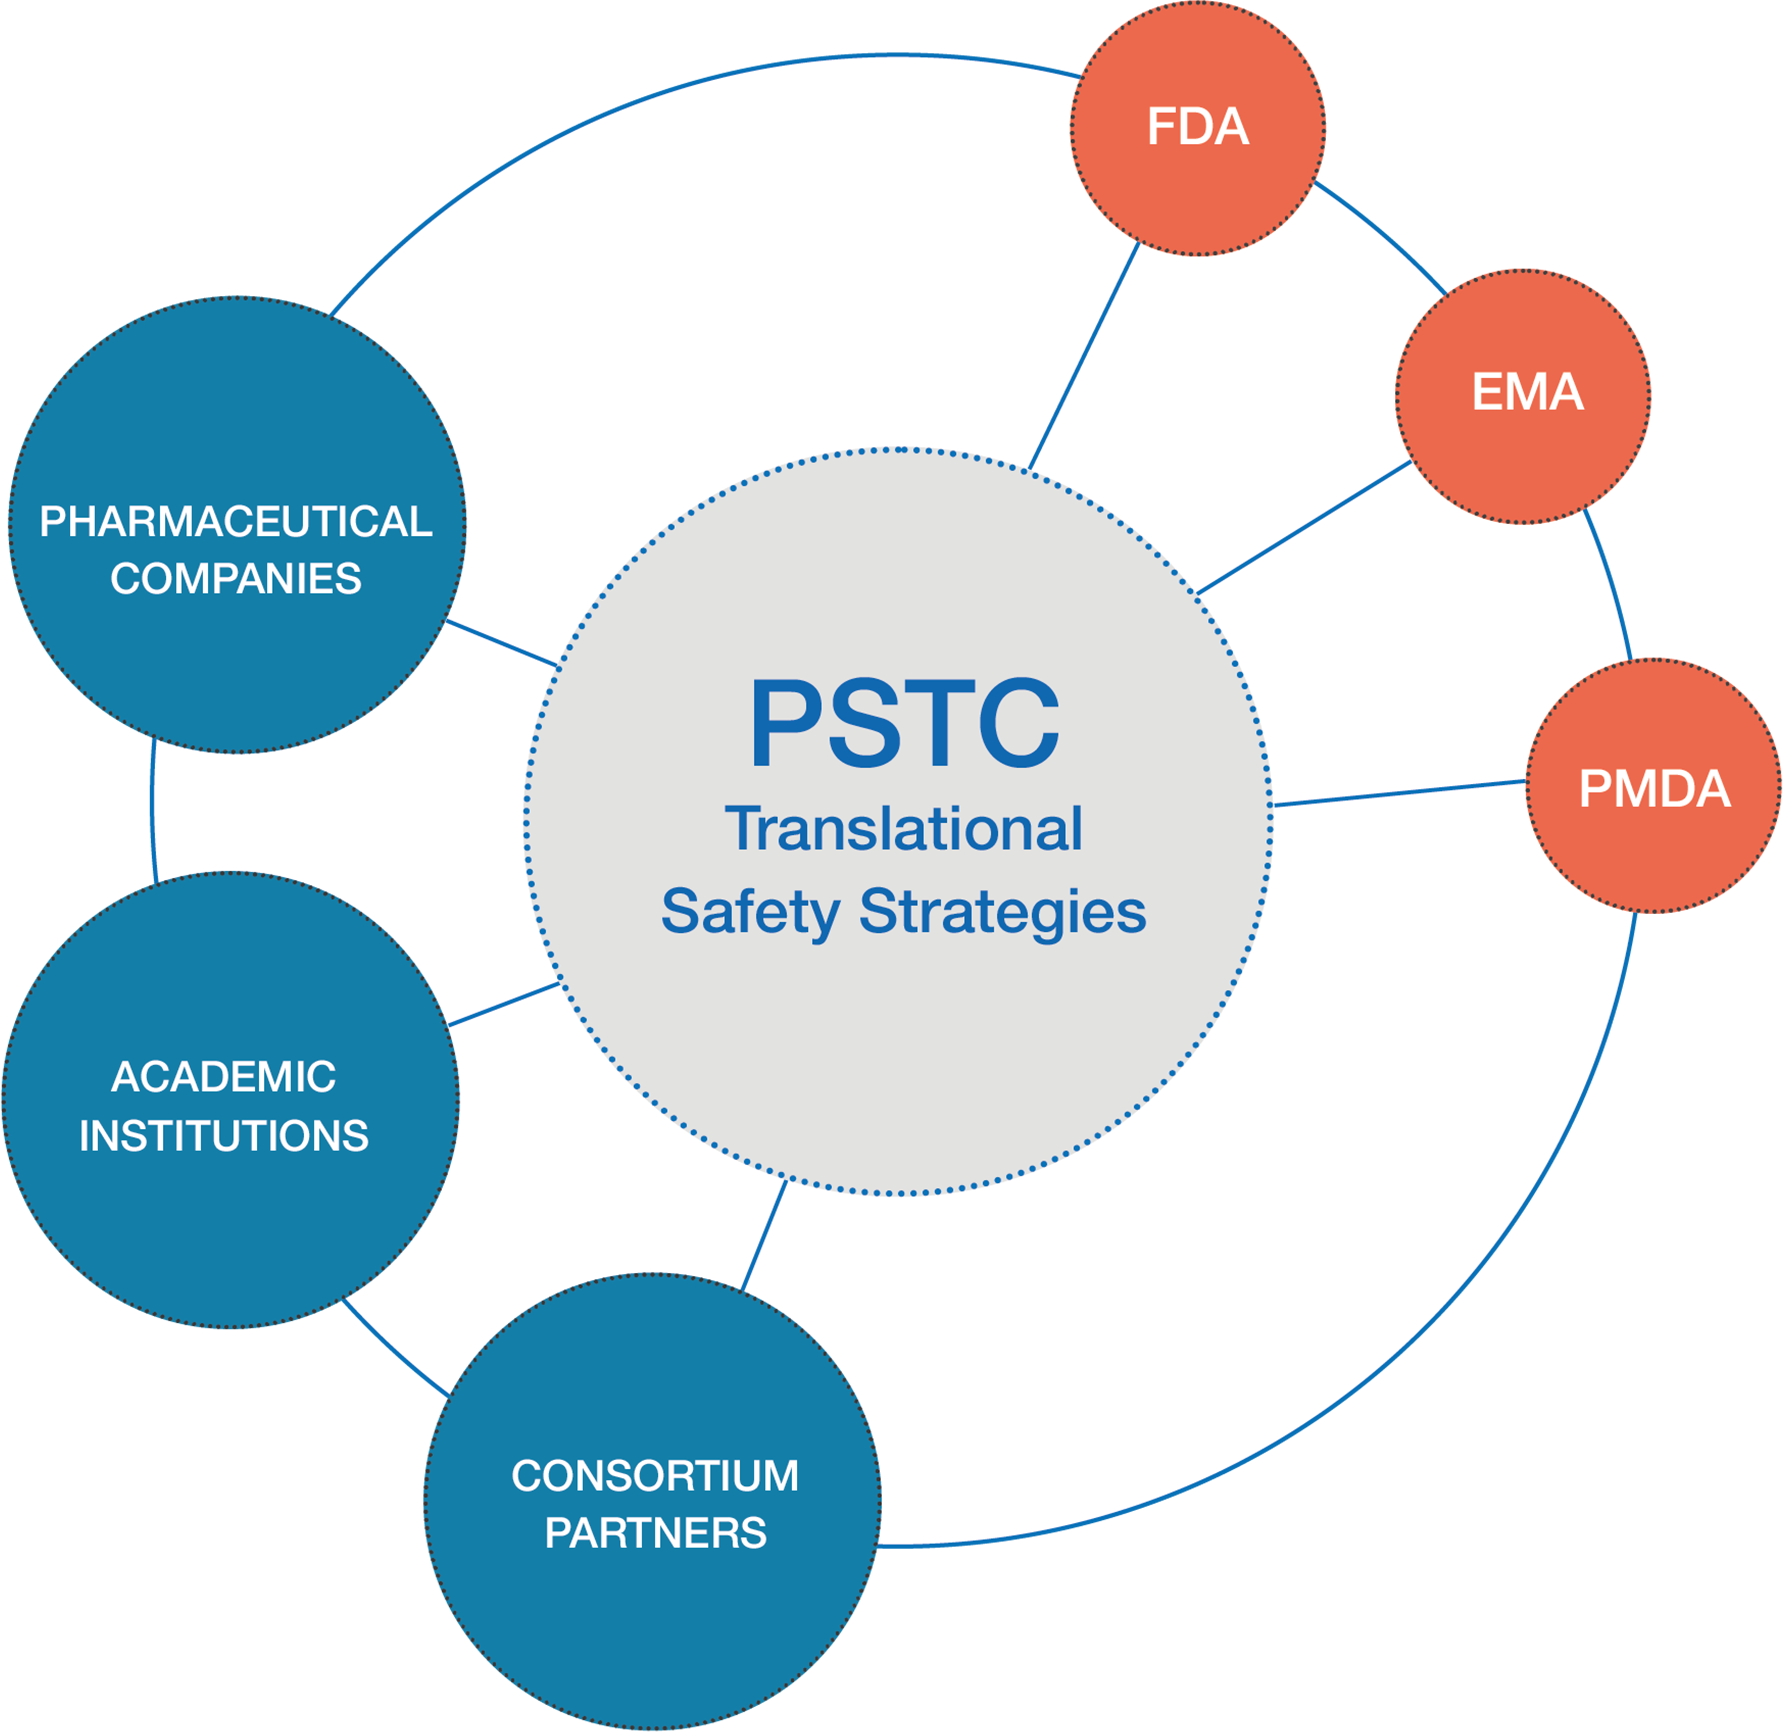 FDA
EMA
PHARMACEUTICAL
COMPANIES
PSTC
Translational
Safety Strategies
PMDA
ACADEMIC
INSTITUTIONS
CONSORTIUM
PARTNERS